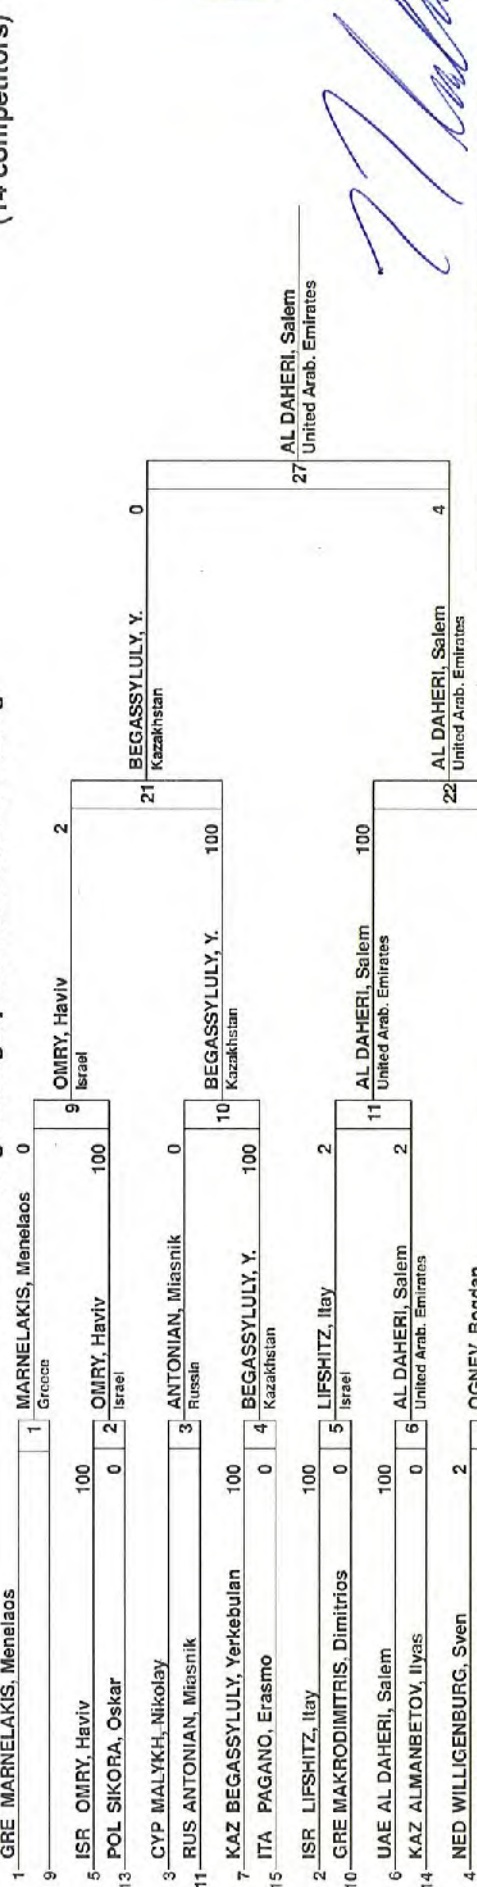 (14 competitors)
GRE MARNELAKIS, Menelaos
1
9
1
MARNELAKIS, Menelaos
Greece
0
ISR OMRY, Haviv
100
5
POL SIKORA, Oskar
0
13
2
OMRY, Haviv
Israel
100
9
OMRY, Haviv
Israel
2
CYP MALYKH, Nikolay
3
RUS ANTONIAN, Miasnik
11
3
ANTONIAN, Miasnik
Russia
0
KAZ BEGASSYLULY, Yerkebulan
100
7
ITA PAGANO, Erasmo
0
15
4
BEGASSYLULY, Y.
Kazakhstan
100
10
BEGASSYLULY, Y.
Kazakhstan
100
21
BEGASSYLULY, Y.
Kazakhstan
0
ISR LIFSHITZ, Itay
100
2
GRE MAKRODIMITRIS, Dimitrios
0
10
5
LIFSHITZ, Itay
Israel
2
UAE AL DAHERI, Salem
100
6
KAZ ALMANBETOV, Ilyas
0
14
6
AL DAHERI, Salem
United Arab. Emirates
2
11
AL DAHERI, Salem
United Arab. Emirates
100
22
AL DAHERI, Salem
United Arab. Emirates
4
27
AL DAHERI, Salem
United Arab. Emirates
NED WILLIGENBURG, Sven
2
4
OGNEV, Bogdan